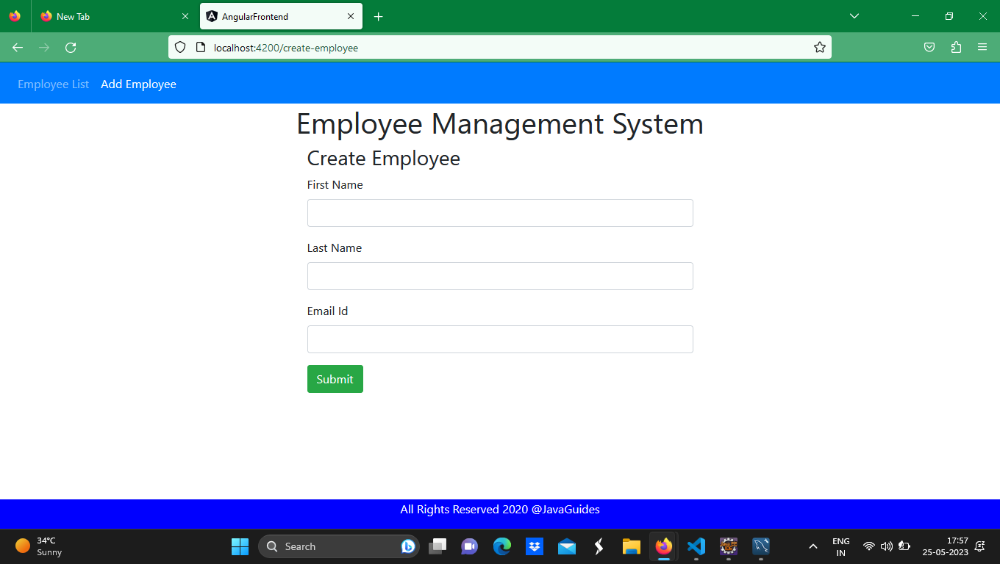 New Tab
AngularFrontend
localhost:4200/create-employee
Employee List Add Employee
Employee Management System
Create Employee
First Name
Last Name
Email Id
Submit
All Rights Reserved 2020 @JavaGuides
34°C
Sunny
Search
ENG
IN
17:57
25-05-2023